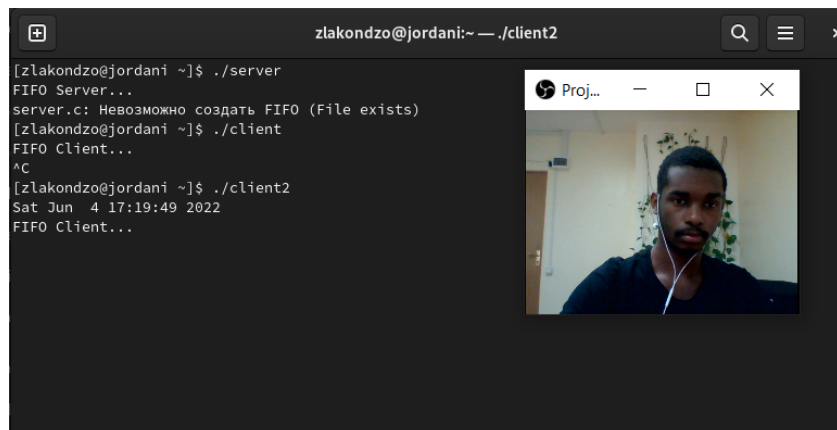 zlakondzo@jordani:~ — ./client2
[zlakondzo@jordani ~]$ ./server
FIFO Server...
server.c: Невозможно создать FIFO (File exists)
[zlakondzo@jordani ~]$ ./client
FIFO Client...
^C
[zlakondzo@jordani ~]$ ./client2
Sat Jun  4 17:19:49 2022
FIFO Client...
Proj...